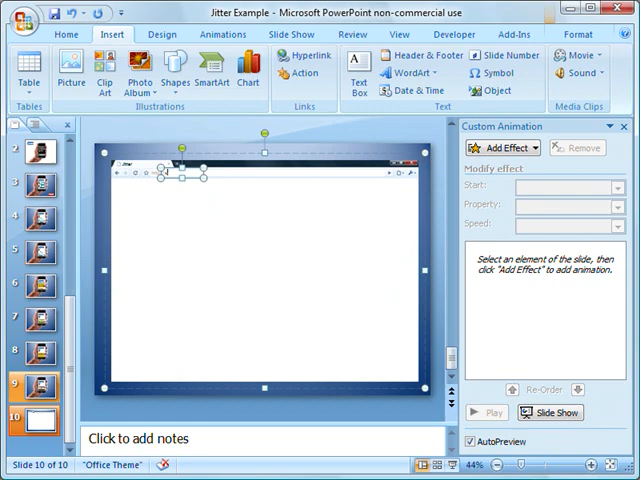 Jitter Example - Microsoft PowerPoint non-commercial use
Home Insert Design Animations Slide Show Review View Developer Add-Ins Format
Table
Picture
Clip Art
Photo Album
Shapes
SmartArt
Chart
Hyperlink
Action
Text Box
Header & Footer
WordArt
Date & Time
Slide Number
Symbol
Object
Movie
Sound
Tables Illustrations Links Text Media Clips
Custom Animation
Add Effect
Remove
Modify effect
Start:
Property:
Speed:
Select an element of the slide, then
click "Add Effect" to add animation.
Re-Order
Play
Slide Show
AutoPreview
2
3
4
5
6
7
8
9
10
Jitter
Click to add notes
Slide 10 of 10 "Office Theme" 44%